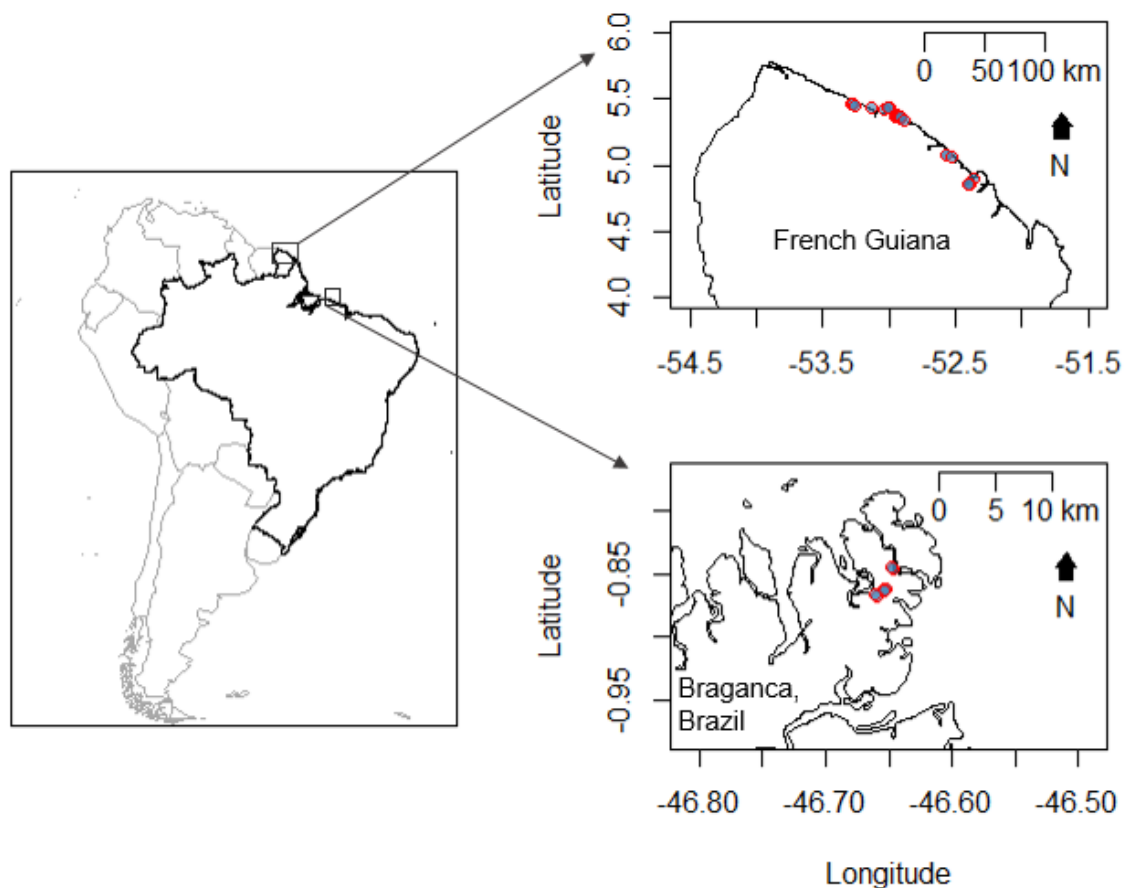 6.0
5.5
5.0
4.5
4.0
Latitude
0 50 100 km
N
French Guiana
-54.5 -53.5 -52.5 -51.5
-0.85
-0.95
Latitude
0 5 10 km
N
Braganca,
Brazil
-46.80 -46.70 -46.60 -46.50
Longitude